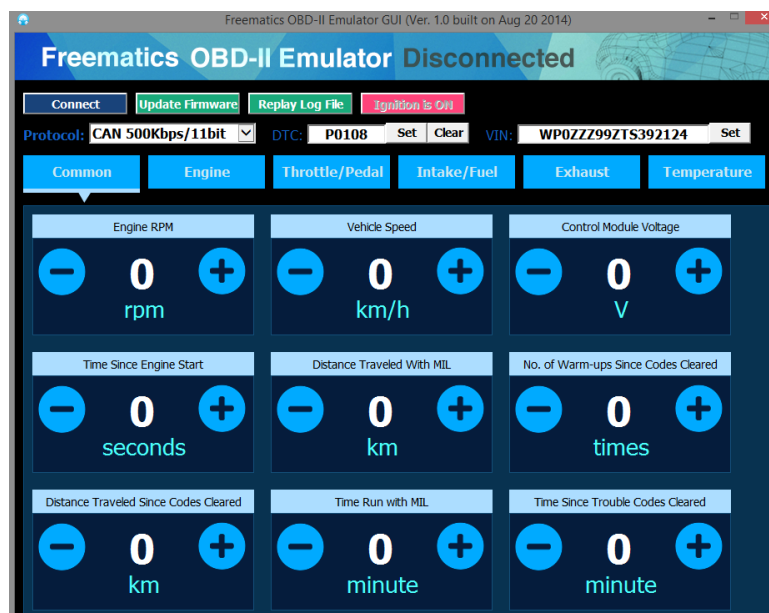 Freematics OBD-II Emulator GUI (Ver. 1.0 built on Aug 20 2014)
Freematics OBD-II Emulator Disconnected
Connect Update Firmware Replay Log File Ignition is ON
Protocol: CAN 500Kbps/11bit DTC: P0108 Set Clear VIN: WP0ZZZ99ZTS392124 Set
Common Engine Throttle/Pedal Intake/Fuel Exhaust Temperature
Engine RPM Vehicle Speed Control Module Voltage
0 0 0
rpm km/h V
Time Since Engine Start Distance Traveled With MIL No. of Warm-ups Since Codes Cleared
0 0 0
seconds km times
Distance Traveled Since Codes Cleared Time Run with MIL Time Since Trouble Codes Cleared
0 0 0
km minute minute